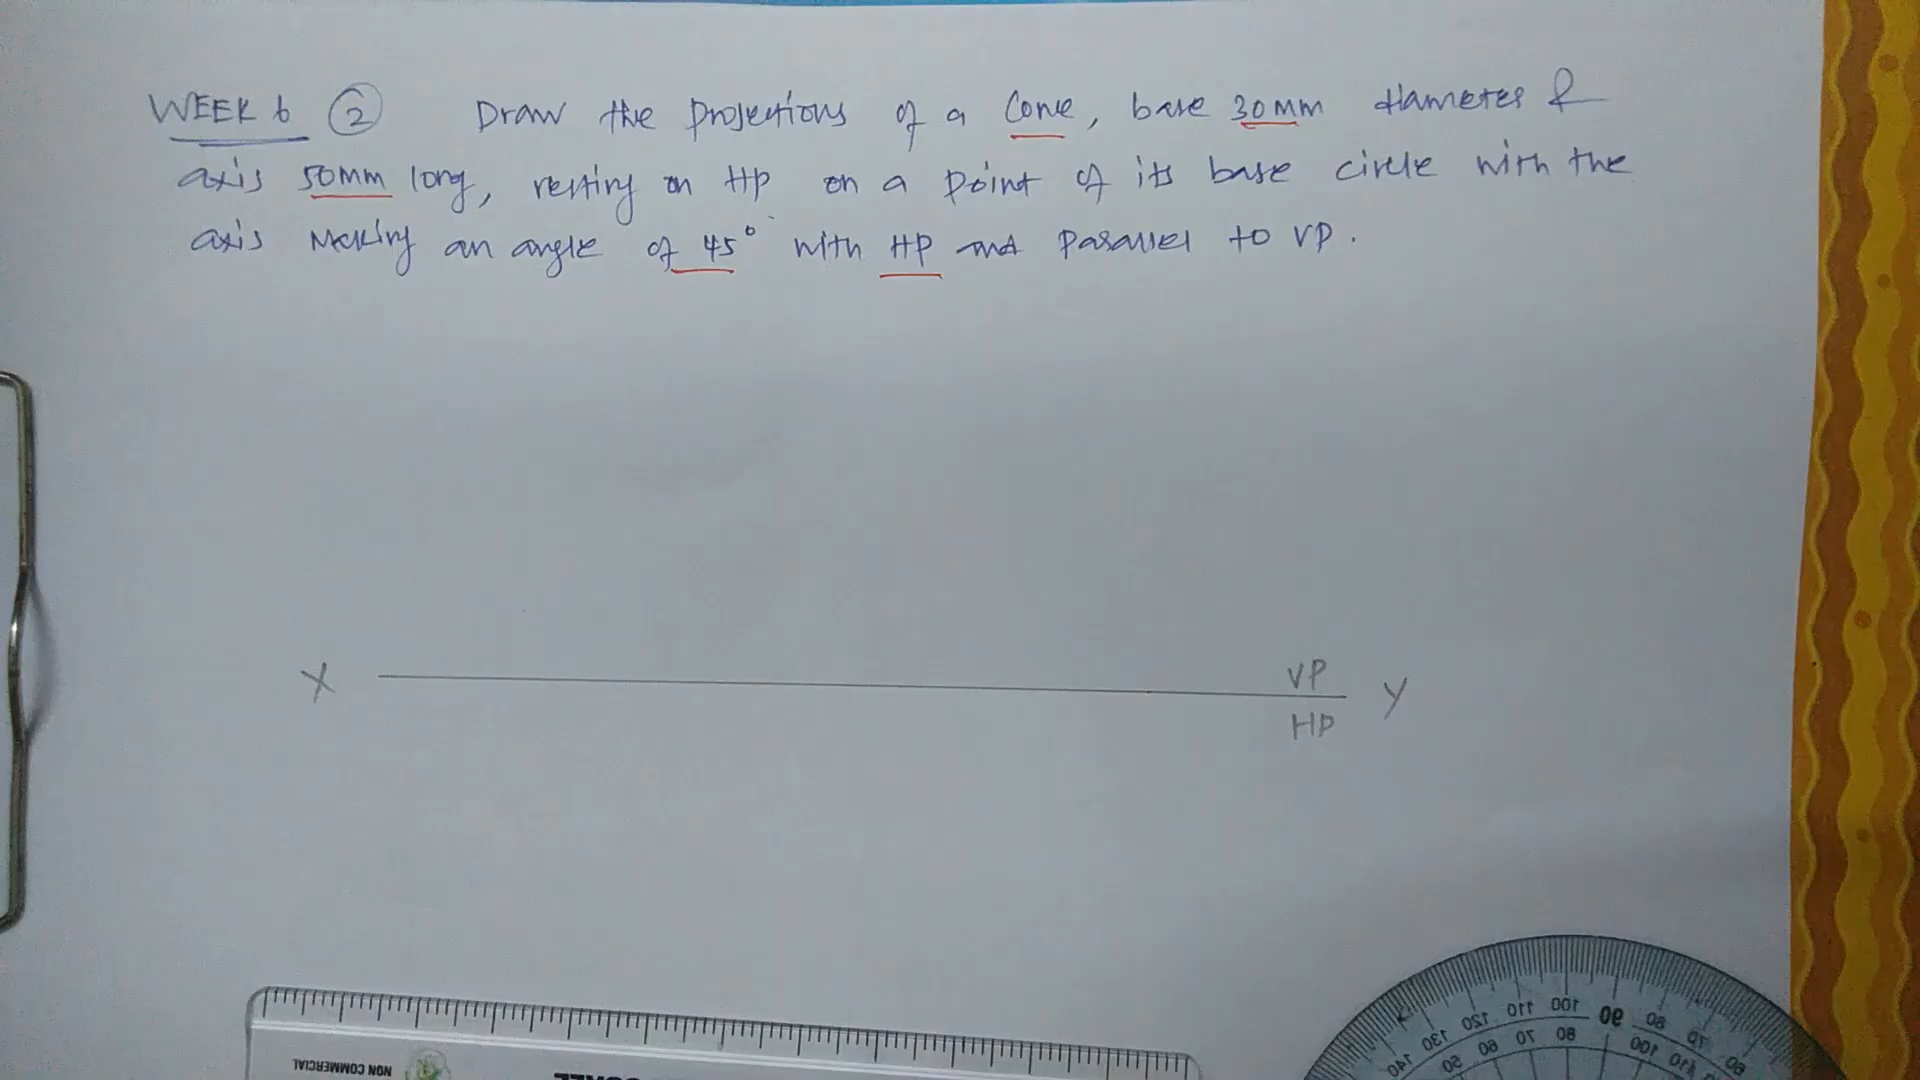 WEEK 6 ② Draw the projections of a Cone, base 30mm diameter &
axis 50mm long, resting on HP on a point of its base circle with the
axis making an angle of 45° with HP and parallel to VP.
X VP Y
HP
NON COMMERCIAL
140 130 120 110 100 90 80 70 60
50 60 70 80 100 110